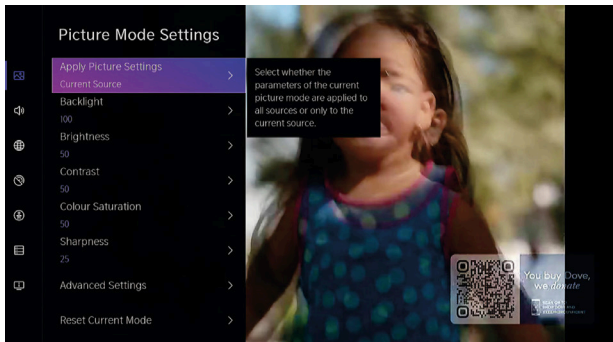 Picture Mode Settings
Apply Picture Settings
Current Source
Backlight
100
Brightness
50
Contrast
50
Colour Saturation
50
Sharpness
25
Advanced Settings
Reset Current Mode
Select whether the
parameters of the current
picture mode are applied to
all sources or only to the
current source.
You buy Dove,
we donate